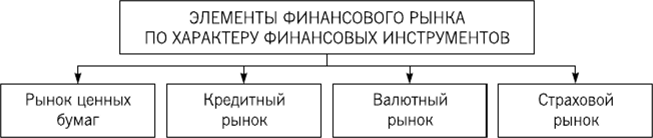 ЭЛЕМЕНТЫ ФИНАНСОВОГО РЫНКА
ПО ХАРАКТЕРУ ФИНАНСОВЫХ ИНСТРУМЕНТОВ
Рынок ценных
бумаг
Кредитный
рынок
Валютный
рынок
Страховой
рынок